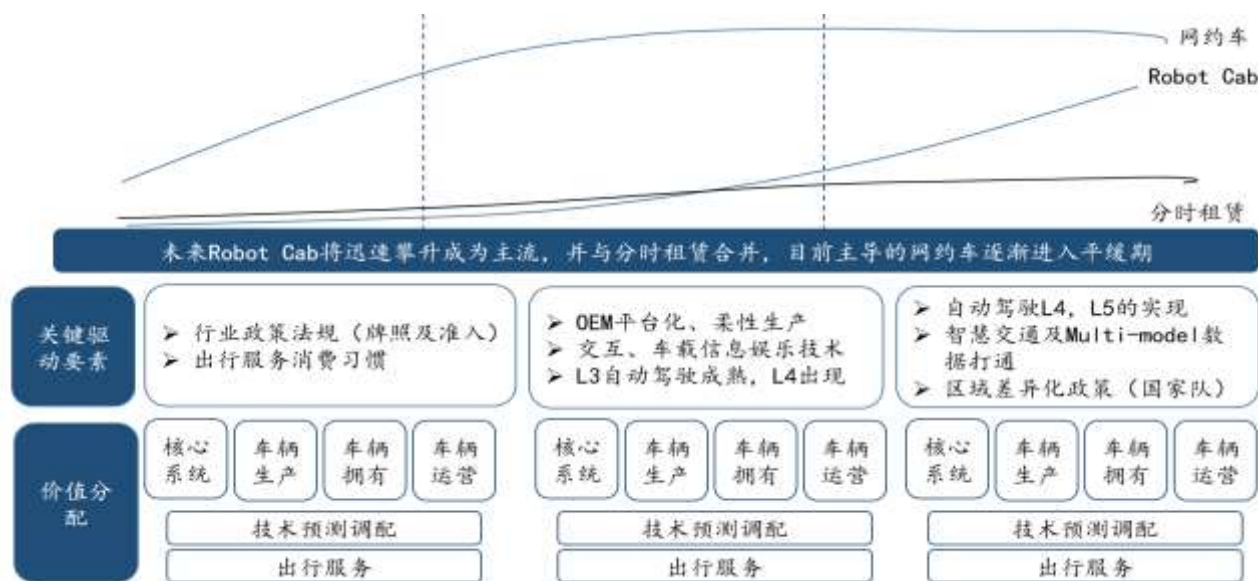 网约车
Robot Cab
分时租赁
未来Robot Cab将迅速攀升成为主流，并与分时租赁合并，目前主导的网约车逐渐进入平缓期
关键驱
动要素
➢ 行业政策法规（牌照及准入）
➢ 出行服务消费习惯
➢ OEM平台化、柔性生产
➢ 交互、车载信息娱乐技术
➢ L3自动驾驶成熟，L4出现
➢ 自动驾驶L4，L5的实现
➢ 智慧交通及Multi-model数
据打通
➢ 区域差异化政策（国家队）
价值分
配
核心
系统
车辆
生产
车辆
拥有
车辆
运营
技术预测调配
出行服务
核心
系统
车辆
生产
车辆
拥有
车辆
运营
技术预测调配
出行服务
核心
系统
车辆
生产
车辆
拥有
车辆
运营
技术预测调配
出行服务